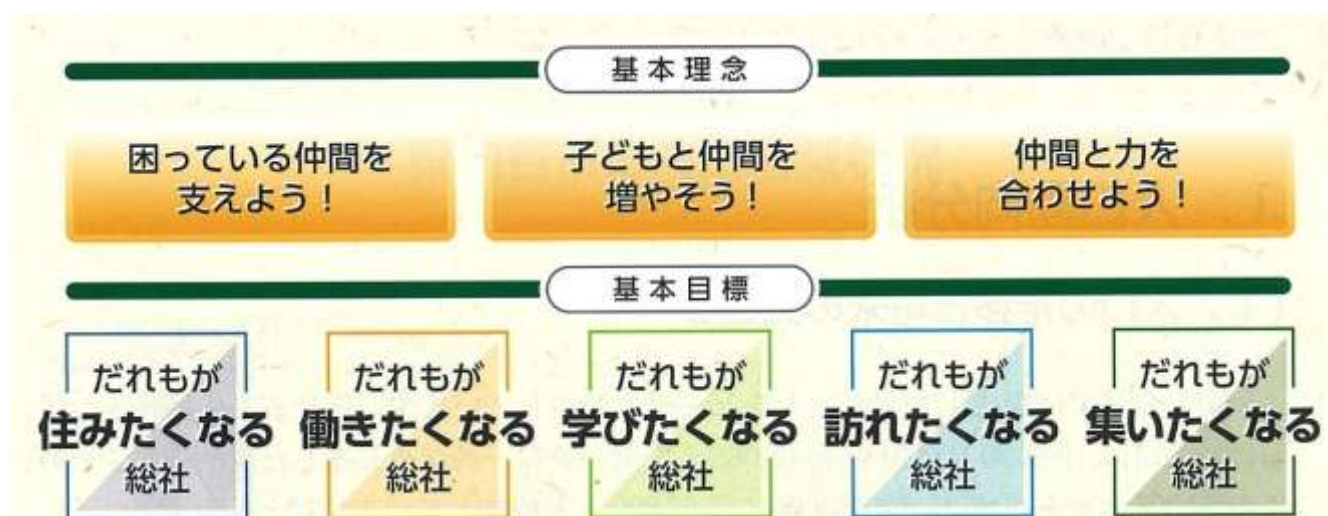 基本理念
困っている仲間を
支えよう！
子どもと仲間を
増やそう！
仲間と力を
合わせよう！
基本目標
だれもが
住みたくなる
総社
だれもが
働きたくなる
総社
だれもが
学びたくなる
総社
だれもが
訪れたくなる
総社
だれもが
集いたくなる
総社